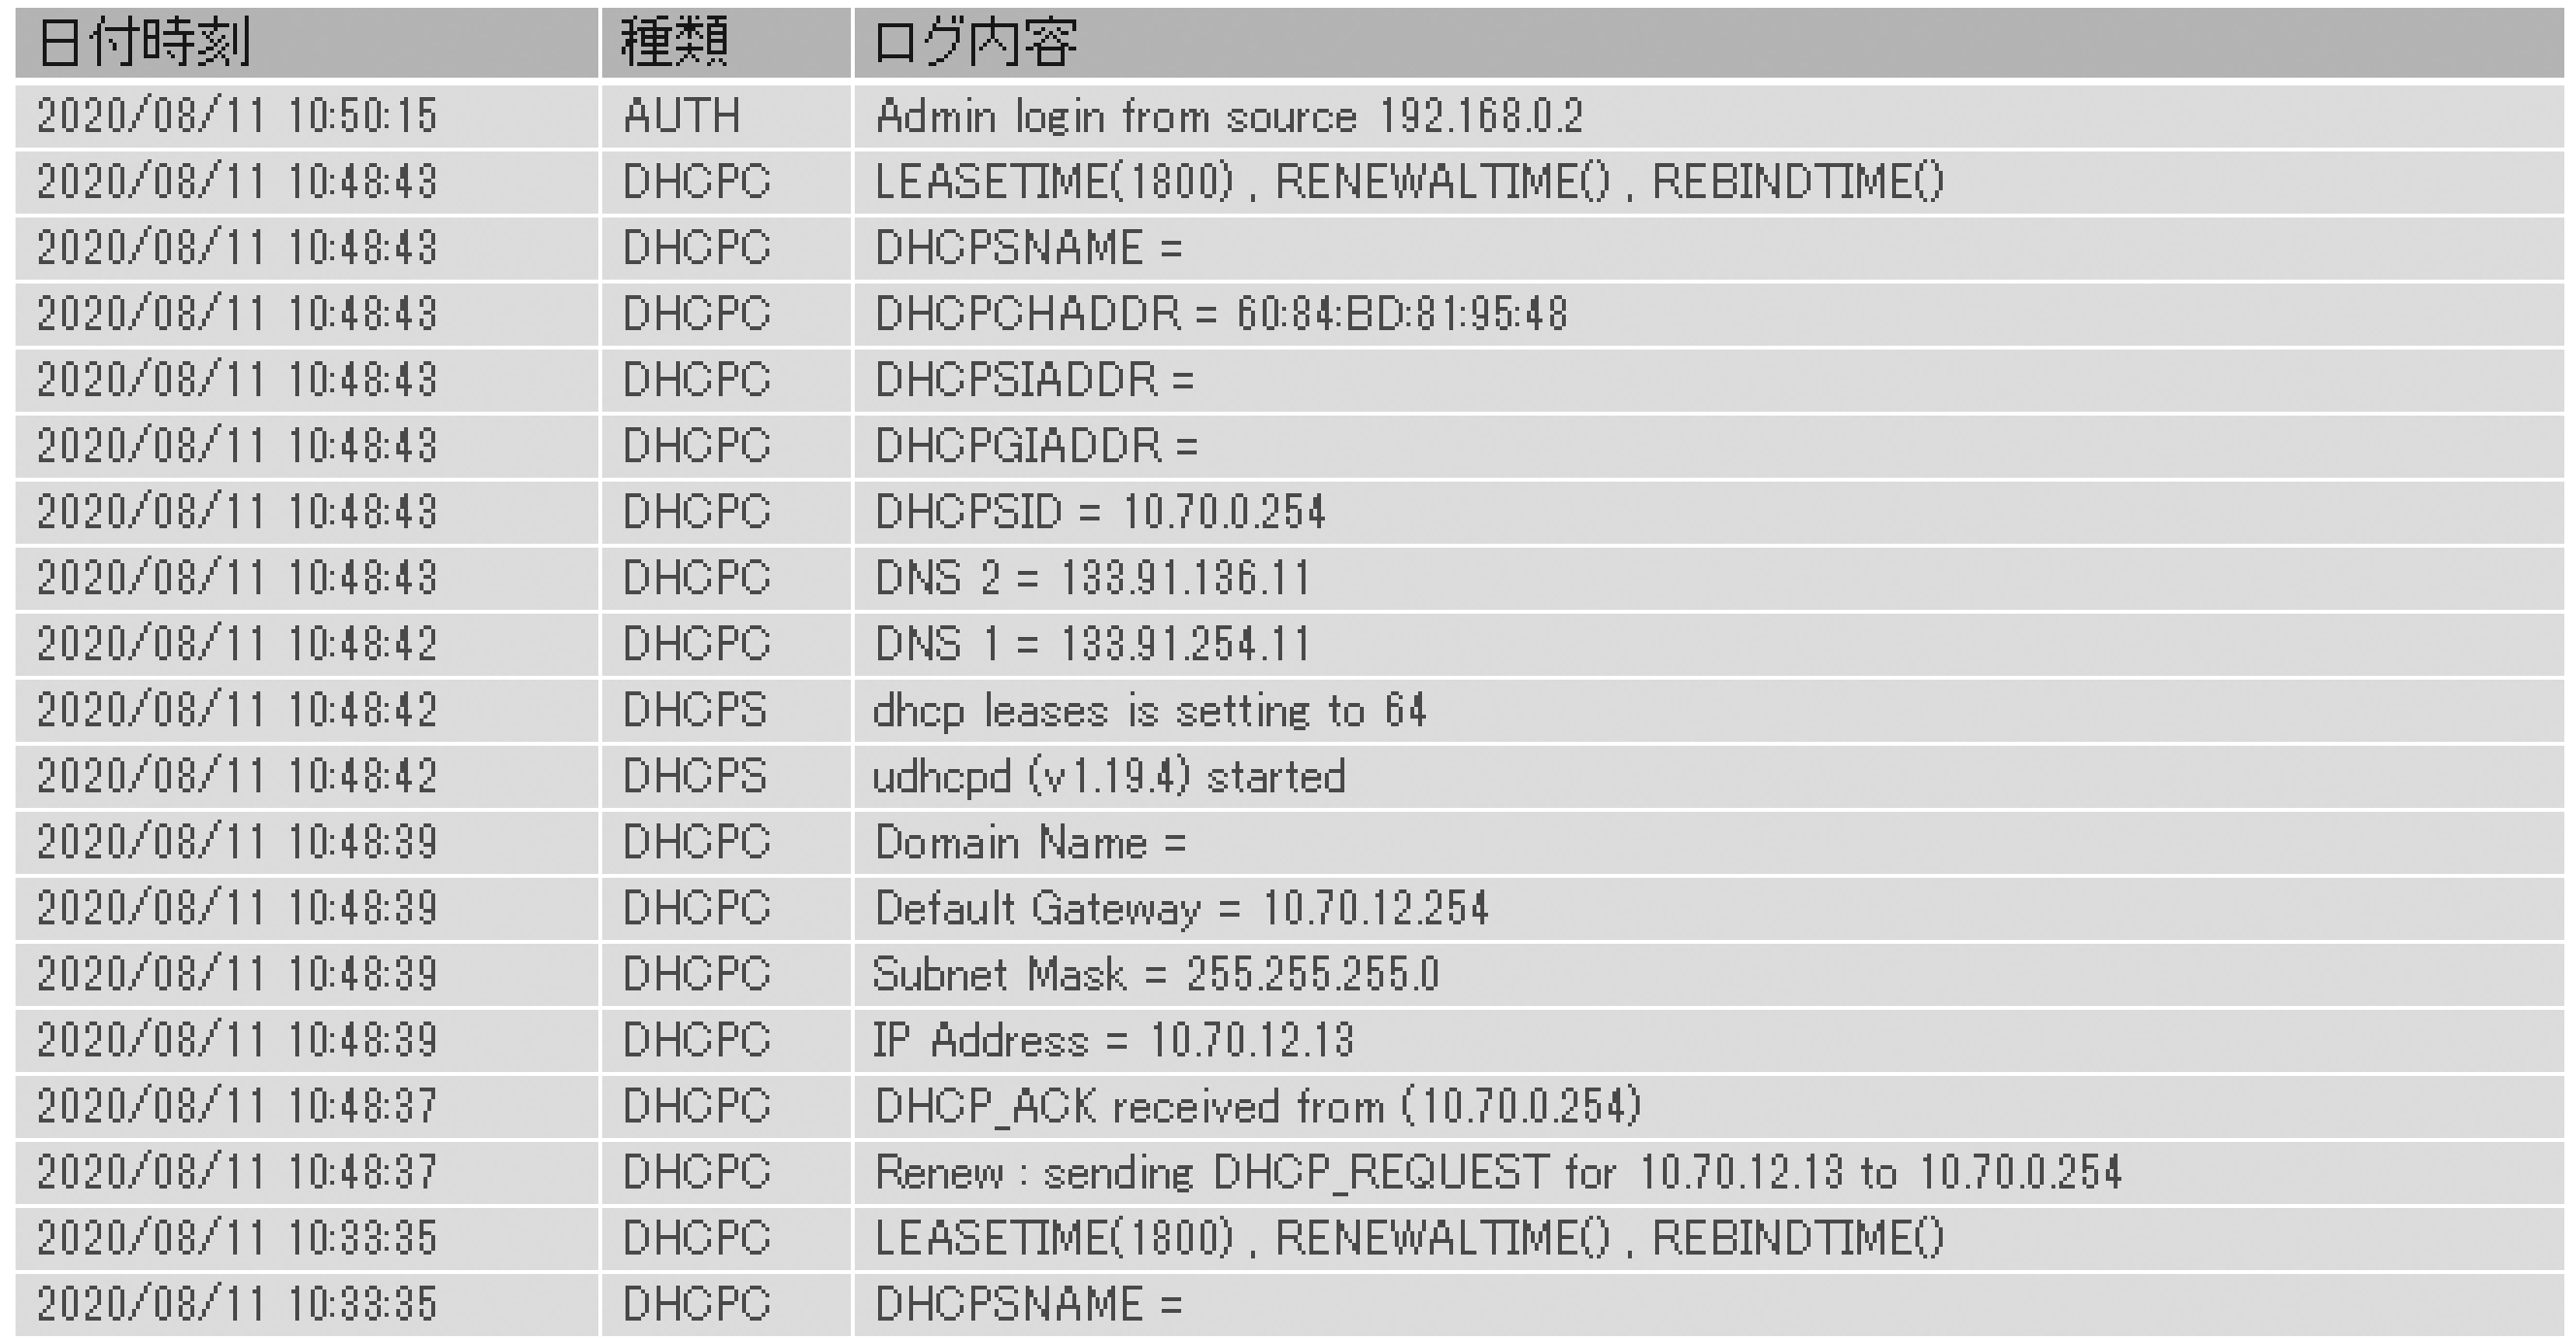 日付時刻 種類 ログ内容
2020/08/11 10:50:15 AUTH Admin login from source 192.168.0.2
2020/08/11 10:48:43 DHCPC LEASETIME(1800) , RENEWALTIME() , REBINDTIME()
2020/08/11 10:48:43 DHCPC DHCPSNAME =
2020/08/11 10:48:43 DHCPC DHCPCHADDR = 60:84:BD:81:95:48
2020/08/11 10:48:43 DHCPC DHCPSIADDR =
2020/08/11 10:48:43 DHCPC DHCPGIADDR =
2020/08/11 10:48:43 DHCPC DHCPSID = 10.70.0.254
2020/08/11 10:48:43 DHCPC DNS 2 = 133.91.136.11
2020/08/11 10:48:42 DHCPC DNS 1 = 133.91.254.11
2020/08/11 10:48:42 DHCPS dhcp leases is setting to 64
2020/08/11 10:48:42 DHCPS udhcpd (v1.19.4) started
2020/08/11 10:48:39 DHCPC Domain Name =
2020/08/11 10:48:39 DHCPC Default Gateway = 10.70.12.254
2020/08/11 10:48:39 DHCPC Subnet Mask = 255.255.255.0
2020/08/11 10:48:39 DHCPC IP Address = 10.70.12.13
2020/08/11 10:48:37 DHCPC DHCP_ACK received from (10.70.0.254)
2020/08/11 10:48:37 DHCPC Renew : sending DHCP_REQUEST for 10.70.12.13 to 10.70.0.254
2020/08/11 10:33:35 DHCPC LEASETIME(1800) , RENEWALTIME() , REBINDTIME()
2020/08/11 10:33:35 DHCPC DHCPSNAME =